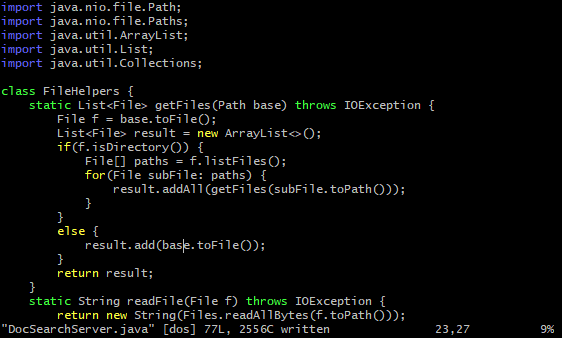 import java.nio.file.Path;
import java.nio.file.Paths;
import java.util.ArrayList;
import java.util.List;
import java.util.Collections;

class FileHelpers {
    static List<File> getFiles(Path base) throws IOException {
        File f = base.toFile();
        List<File> result = new ArrayList<>();
        if(f.isDirectory()) {
            File[] paths = f.listFiles();
            for(File subFile: paths) {
                result.addAll(getFiles(subFile.toPath()));
            }
        }
        else {
            result.add(base.toFile());
        }
        return result;
    }
    static String readFile(File f) throws IOException {
        return new String(Files.readAllBytes(f.toPath()));
"DocSearchServer.java" [dos] 77L, 2556C written 23,27 9%